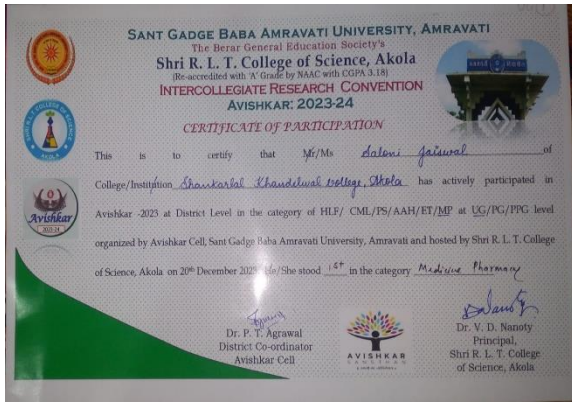 SANT GADGE BABA AMRAVATI UNIVERSITY, AMRAVATI
The Berar General Education Society's
Shri R. L. T. College of Science, Akola
(Re-accredited with 'A' Grade by NAAC with CGPA 3.18)
INTERCOLLEGIATE RESEARCH CONVENTION
AVISHKAR: 2023-24
CERTIFICATE OF PARTICIPATION
This is to certify that Mr/Ms Saloni Jaiswal of
College/Institution Shankarlal Khandelwal College, Akola has actively participated in
Avishkar -2023 at District Level in the category of HLF/ CML/PS/AAH/ET/MP at UG/PG/PPG level
organized by Avishkar Cell, Sant Gadge Baba Amravati University, Amravati and hosted by Shri R. L. T. College
of Science, Akola on 20th December 2023. He/She stood 1st in the category Medicine Pharmacy
Avishkar
2023-24
Dr. P. T. Agrawal
District Co-ordinator
Avishkar Cell
AVISHKAR
Dr. V. D. Nanoty
Principal,
Shri R. L. T. College
of Science, Akola